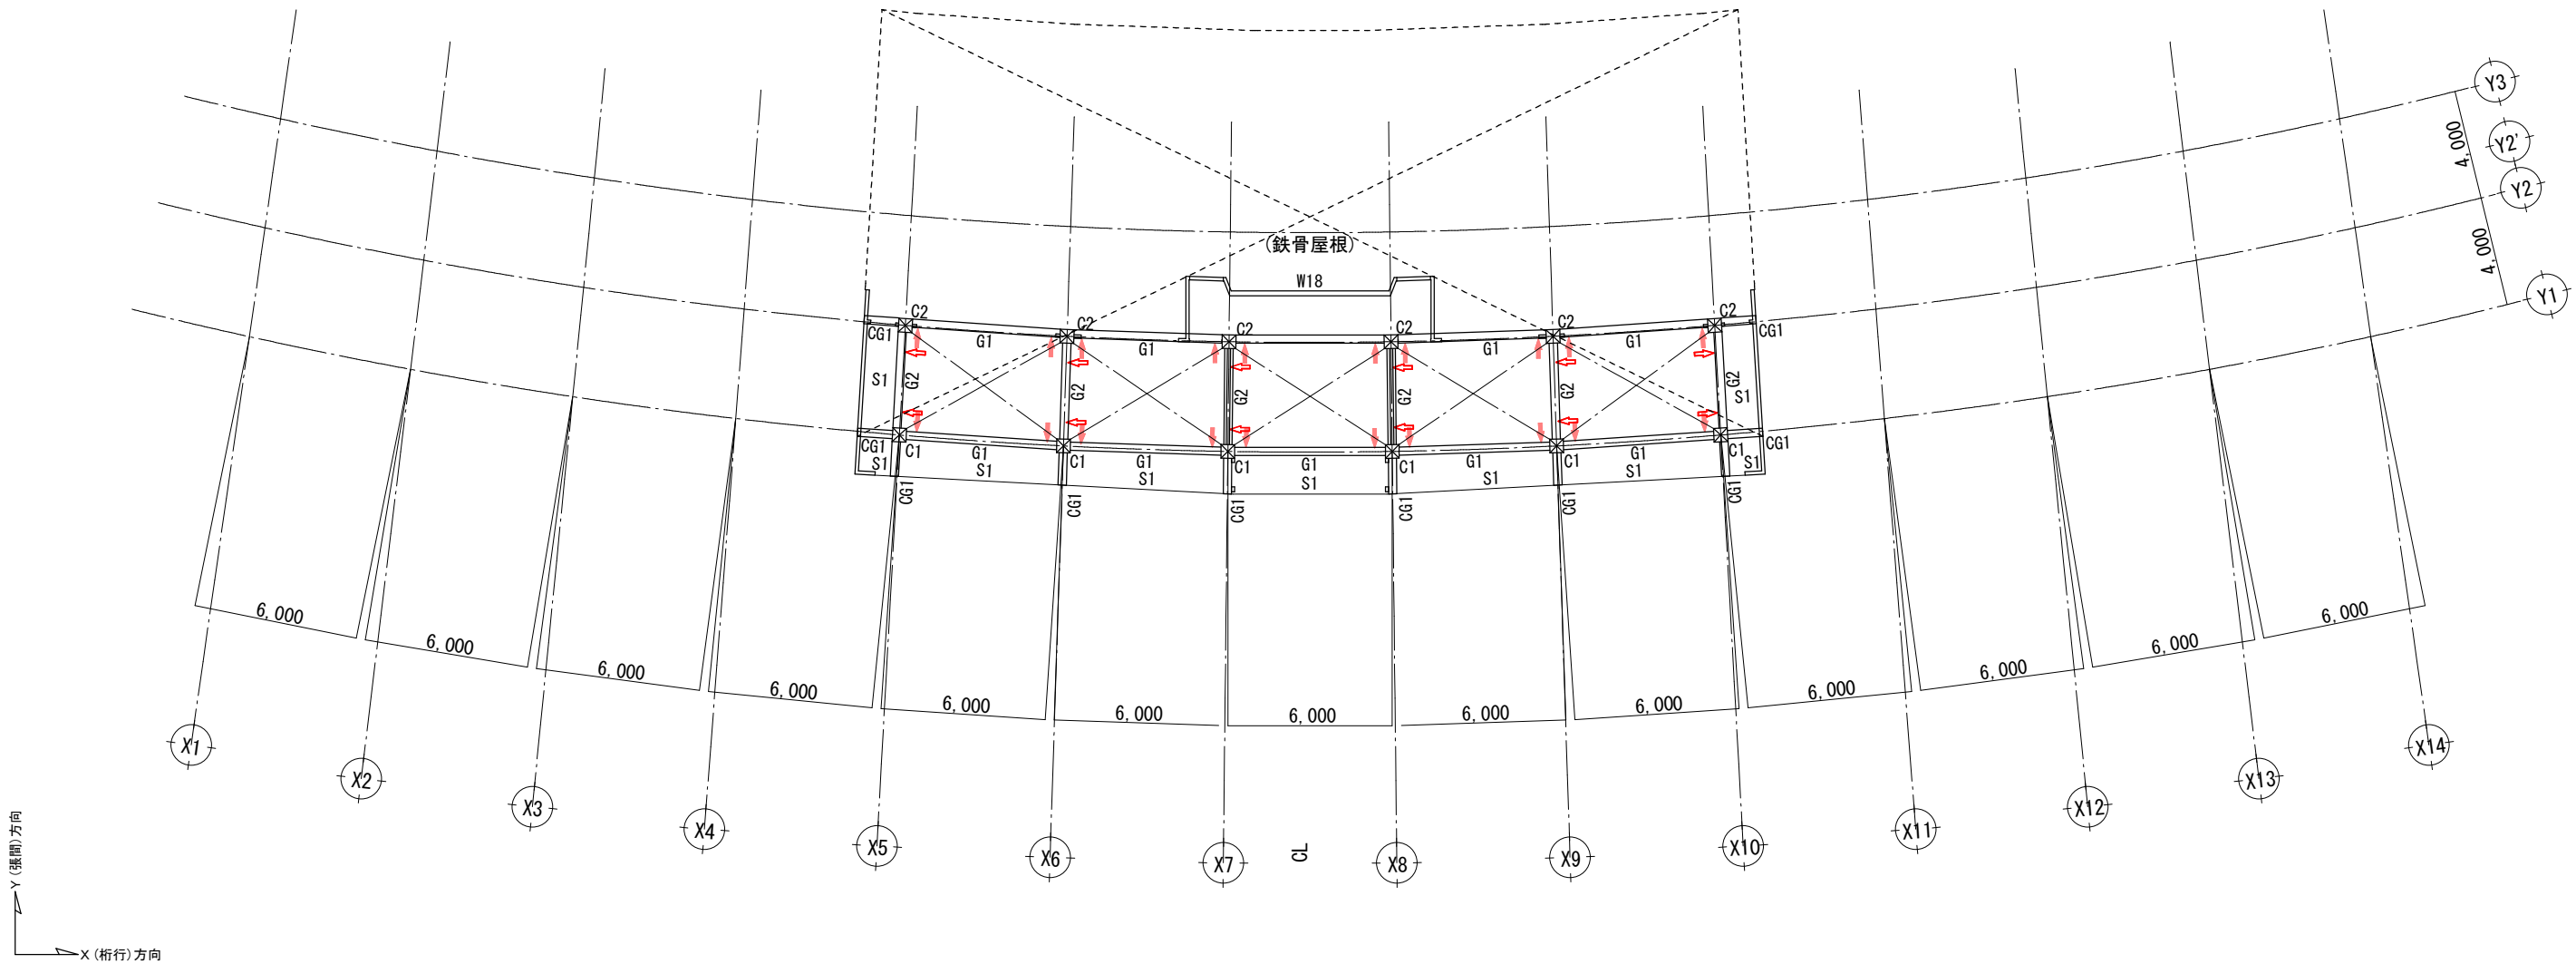 Y3
Y2'
Y2
Y1
4,000
4,000
(鉄骨屋根)
W18
C2
C2
C2
C2
C2
C2
CG1
G1
G1
G1
G1
CG1
S1
G2
G2
G2
G2
G2
G2
S1
CG1
S1
C1
G1
S1
C1
G1
S1
C1
G1
S1
C1
G1
S1
C1
G1
S1
C1
S1
CG1
CG1
CG1
CG1
CG1
CG1
CG1
6,000
6,000
6,000
6,000
6,000
6,000
6,000
6,000
6,000
6,000
6,000
6,000
6,000
X1
X2
X3
X4
X5
X6
X7
CL
X8
X9
X10
X11
X12
X13
X14
Y(張間)方向
X(桁行)方向